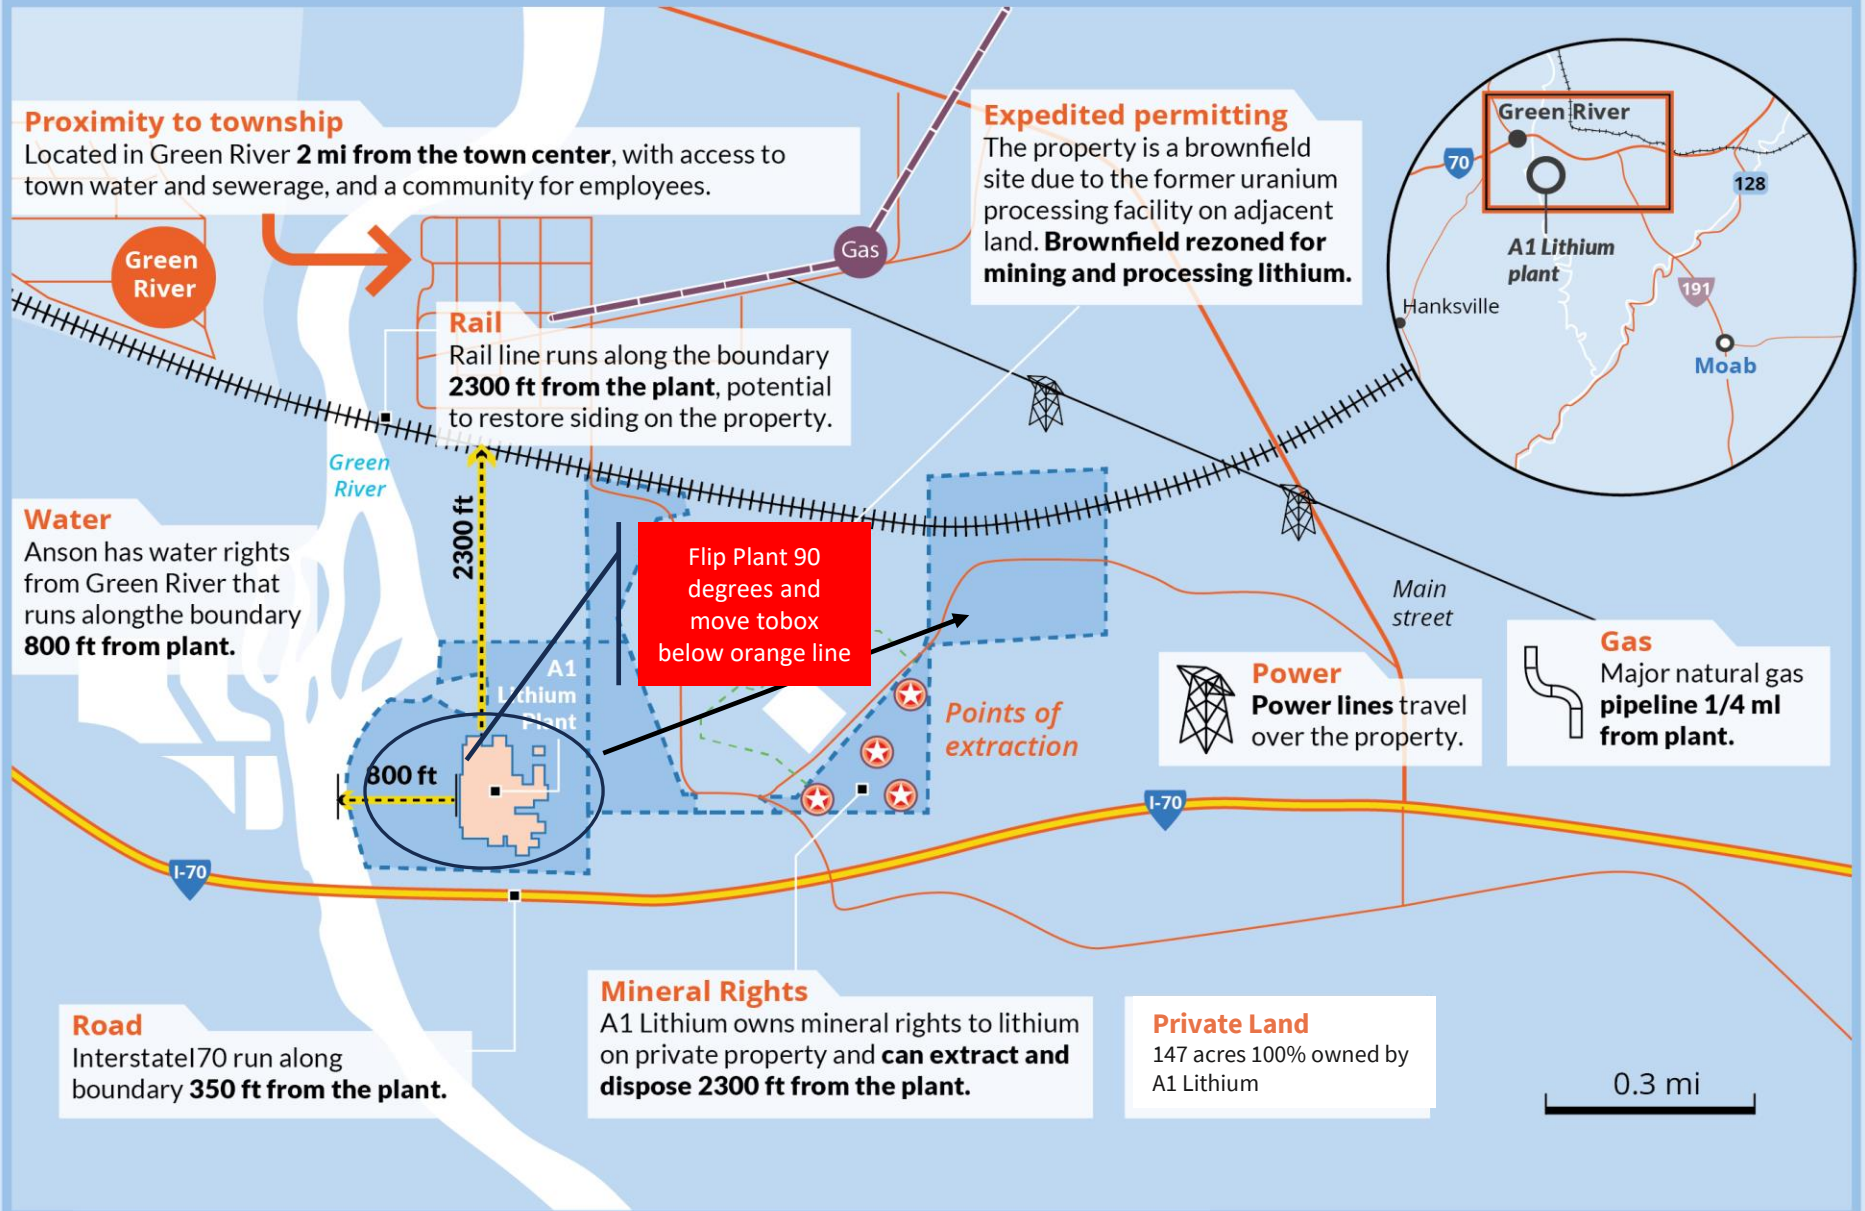 Proximity to township
Located in Green River 2 mi from the town center, with access to
town water and sewerage, and a community for employees.
Green
River
Gas
Expedited permitting
The property is a brownfield
site due to the former uranium
processing facility on adjacent
land. Brownfield rezoned for
mining and processing lithium.
Green River
70
128
A1 Lithium
plant
191
Hanksville
Moab
Rail
Rail line runs along the boundary
2300 ft from the plant, potential
to restore siding on the property.
Green
River
2300 ft
Water
Anson has water rights
from Green River that
runs alongthe boundary
800 ft from plant.
Flip Plant 90
degrees and
move tobox
below orange line
Main
street
A1
Lithium
Plant
800 ft
Points of
extraction
Power
Power lines travel
over the property.
Gas
Major natural gas
pipeline 1/4 ml
from plant.
I-70
I-70
Road
InterstateI70 run along
boundary 350 ft from the plant.
Mineral Rights
A1 Lithium owns mineral rights to lithium
on private property and can extract and
dispose 2300 ft from the plant.
Private Land
147 acres 100% owned by
A1 Lithium
0.3 mi